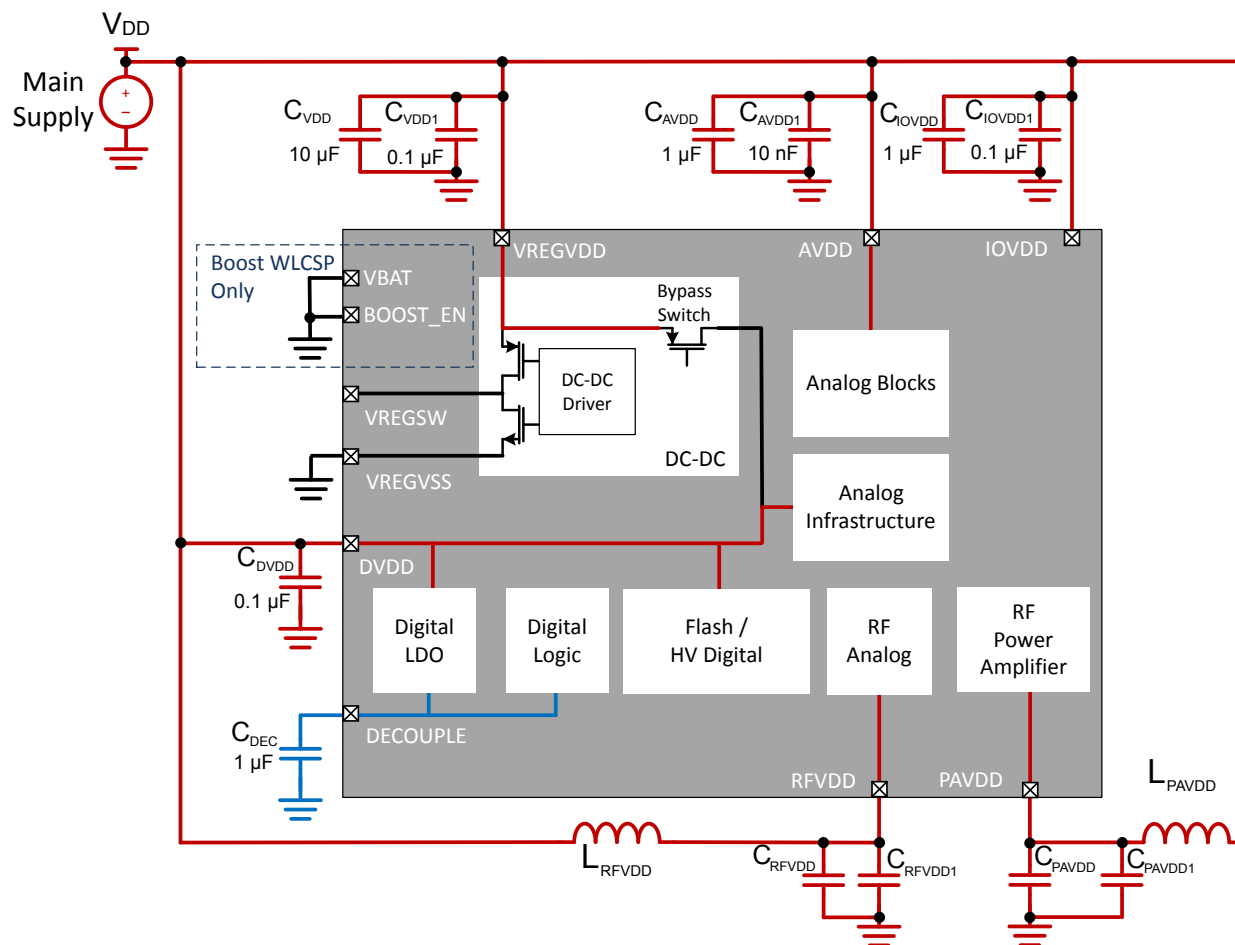 VDD
Main
Supply
+
−
CVDD
10 µF
CVDD1
0.1 µF
CAVDD
1 µF
CAVDD1
10 nF
CIOVDD
1 µF
CIOVDD1
0.1 µF
VREGVDD
AVDD
IOVDD
Boost WLCSP
Only
VBAT
BOOST_EN
Bypass
Switch
DC-DC
Driver
DC-DC
VREGSW
VREGVSS
Analog Blocks
Analog
Infrastructure
CDVDD
0.1 µF
DVDD
Digital
LDO
Digital
Logic
Flash /
HV Digital
RF
Analog
RF
Power
Amplifier
CDEC
1 µF
DECOUPLE
RFVDD
PAVDD
LPAVDD
LRFVDD
CRFVDD
CRFVDD1
CPAVDD
CPAVDD1